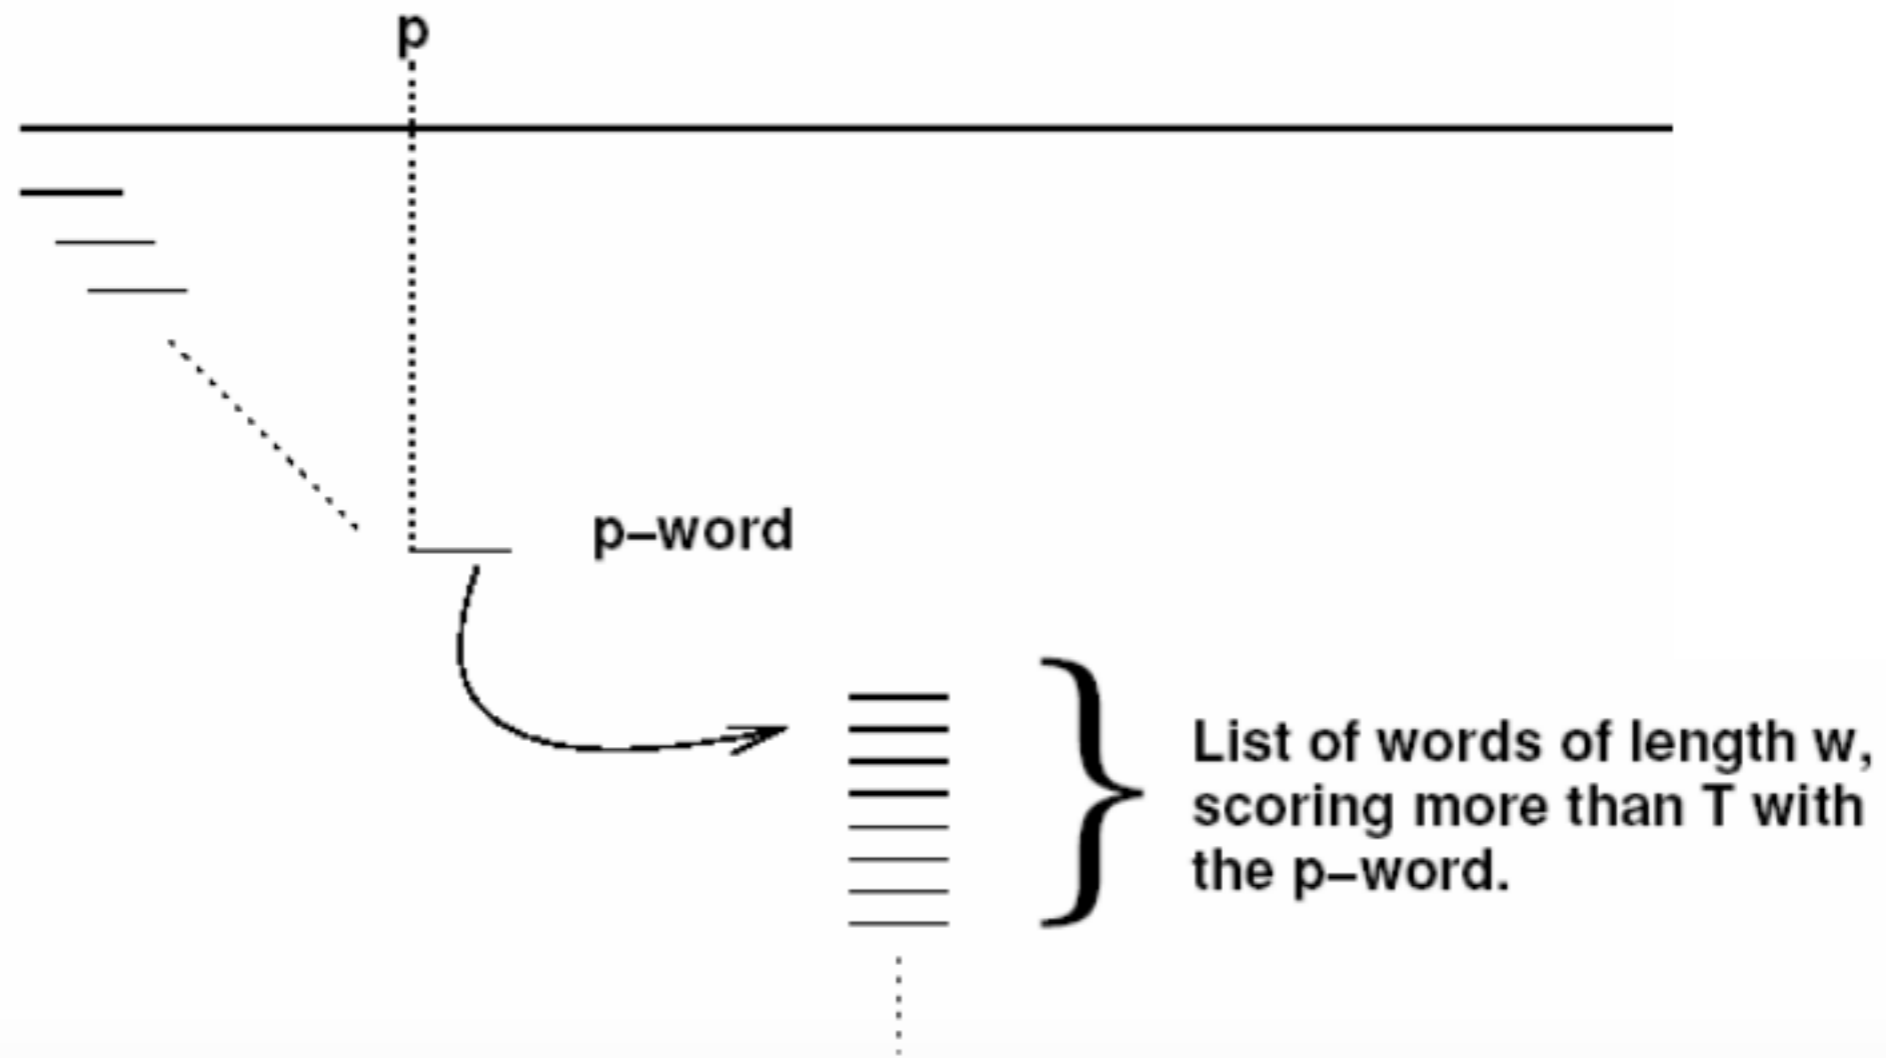 p
p–word
List of words of length w,
scoring more than T with
the p–word.